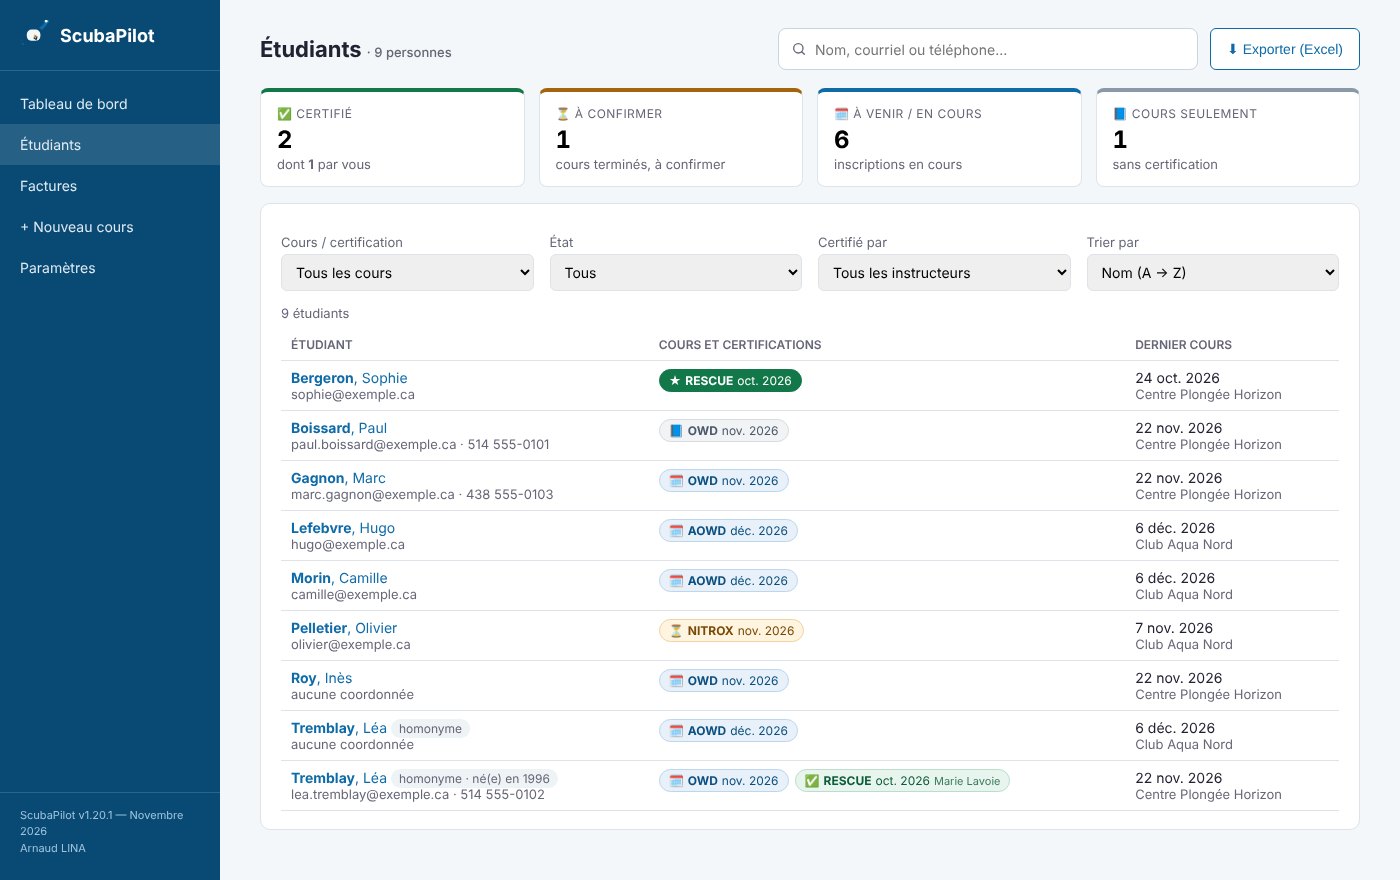 ScubaPilot
Tableau de bord
Étudiants
Factures
+ Nouveau cours
Paramètres
ScubaPilot v1.20.1 — Novembre
2026
Arnaud LINA
Étudiants · 9 personnes
Nom, courriel ou téléphone…
⬇ Exporter (Excel)
✅ CERTIFIÉ
2
dont 1 par vous
⏳ À CONFIRMER
1
cours terminés, à confirmer
🗓️ À VENIR / EN COURS
6
inscriptions en cours
📘 COURS SEULEMENT
1
sans certification
Cours / certification
Tous les cours
État
Tous
Certifié par
Tous les instructeurs
Trier par
Nom (A → Z)
9 étudiants
ÉTUDIANT COURS ET CERTIFICATIONS DERNIER COURS
Bergeron, Sophie ★ RESCUE oct. 2026 24 oct. 2026
sophie@exemple.ca Centre Plongée Horizon
Boissard, Paul 📘 OWD nov. 2026 22 nov. 2026
paul.boissard@exemple.ca · 514 555-0101 Centre Plongée Horizon
Gagnon, Marc 🗓️ OWD nov. 2026 22 nov. 2026
marc.gagnon@exemple.ca · 438 555-0103 Centre Plongée Horizon
Lefebvre, Hugo 🗓️ AOWD déc. 2026 6 déc. 2026
hugo@exemple.ca Club Aqua Nord
Morin, Camille 🗓️ AOWD déc. 2026 6 déc. 2026
camille@exemple.ca Club Aqua Nord
Pelletier, Olivier ⏳ NITROX nov. 2026 7 nov. 2026
olivier@exemple.ca Club Aqua Nord
Roy, Inès 🗓️ OWD nov. 2026 22 nov. 2026
aucune coordonnée Centre Plongée Horizon
Tremblay, Léa homonyme 🗓️ AOWD déc. 2026 6 déc. 2026
aucune coordonnée Club Aqua Nord
Tremblay, Léa homonyme · né(e) en 1996 🗓️ OWD nov. 2026 ✅ RESCUE oct. 2026 Marie Lavoie 22 nov. 2026
lea.tremblay@exemple.ca · 514 555-0102 Centre Plongée Horizon